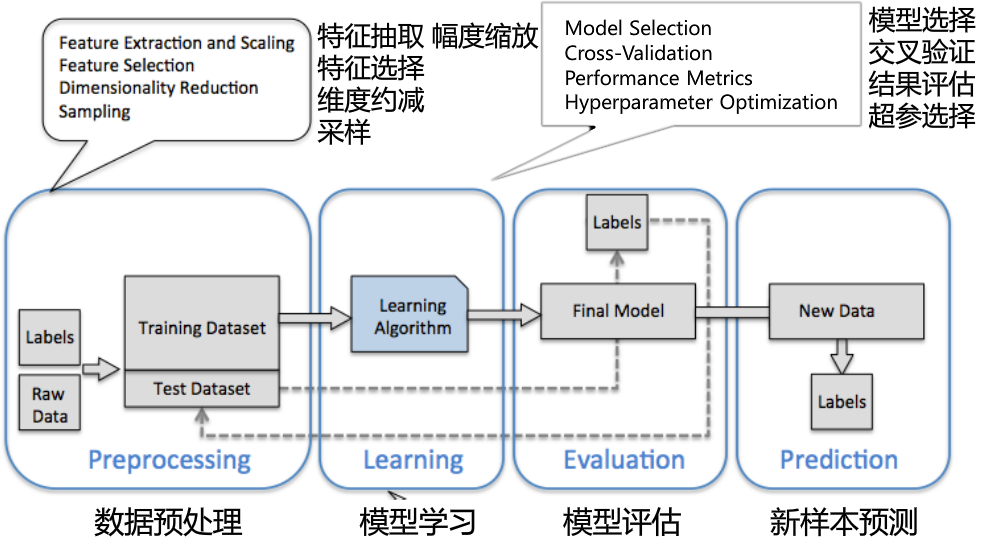 Feature Extraction and Scaling
Feature Selection
Dimensionality Reduction
Sampling
特征抽取 幅度缩放
特征选择
维度约减
采样
Model Selection
Cross-Validation
Performance Metrics
Hyperparameter Optimization
模型选择
交叉验证
结果评估
超参选择
Labels
Raw
Data
Training Dataset
Test Dataset
Learning
Algorithm
Labels
Final Model
New Data
Labels
Preprocessing
Learning
Evaluation
Prediction
数据预处理
模型学习
模型评估
新样本预测